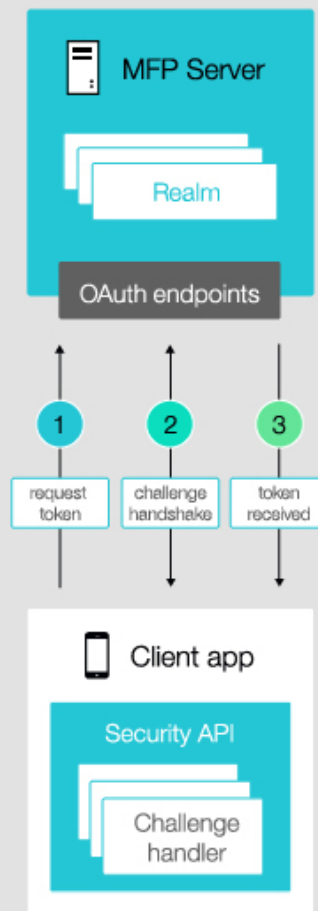 MFP Server
Realm
OAuth endpoints
1
2
3
request
token
challenge
handshake
token
received
Client app
Security API
Challenge
handler